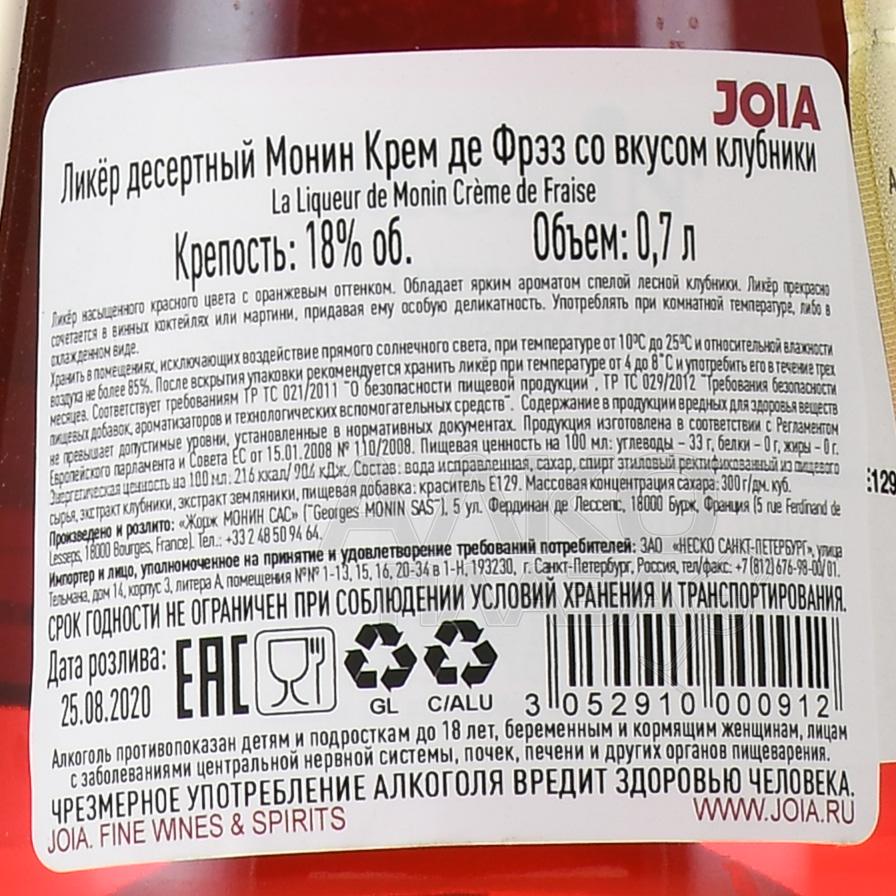 JOIA
Ликёр десертный Монин Крем де Фрэз со вкусом клубники
La Liqueur de Monin Crème de Fraise
Крепость: 18% об. Объем: 0,7 л
Ликёр насыщенного красного цвета с оранжевым оттенком. Обладает ярким ароматом спелой лесной клубники. Ликёр прекрасно
сочетается в винных коктейлях или мартини, придавая ему особую деликатность. Употреблять при комнатной температуре, либо в
охлажденном виде.
Хранить в помещениях, исключающих воздействие прямого солнечного света, при температуре от 10ºС до 25ºС и относительной влажности
воздуха не более 85%. После вскрытия упаковки рекомендуется хранить ликёр при температуре от 4 до 8˚С и употребить его в течение трех
месяцев. Соответствует требованиям ТР ТС 021/2011 "О безопасности пищевой продукции", ТР ТС 029/2012 "Требования безопасности
пищевых добавок, ароматизаторов и технологических вспомогательных средств". Содержание в продукции вредных для здоровья веществ
не превышает допустимые уровни, установленные в нормативных документах. Продукция изготовлена в соответствии с Регламентом
Европейского парламента и Совета ЕС от 15.01.2008 № 110/2008. Пищевая ценность на 100 мл: углеводы – 33 г, белки – 0 г, жиры – 0 г.
Энергетическая ценность на 100 мл: 216 ккал/ 904 кДж. Состав: вода исправленная, сахар, спирт этиловый ректификованный из пищевого
сырья, экстракт клубники, экстракт земляники, пищевая добавка: краситель Е129. Массовая концентрация сахара: 300 г/дм. куб.
Произведено и розлито: «Жорж МОНИН САС» ("Georges MONIN SAS"), 5 ул. Фердинан де Лессепс, 18000 Бурж, Франция (5 rue Ferdinand de
Lesseps, 18000 Bourges, France). Тел.: +33 2 48 50 94 64.
Импортер и лицо, уполномоченное на принятие и удовлетворение требований потребителей: ЗАО «НЕСКО САНКТ-ПЕТЕРБУРГ», улица
Тельмана, дом 14, корпус 3, литера А, помещения №№ 1-13, 15, 16, 20-34 в 1-Н, 193230, г. Санкт-Петербург, Россия, тел/факс: +7 (812) 676-98-00/01.
СРОК ГОДНОСТИ НЕ ОГРАНИЧЕН ПРИ СОБЛЮДЕНИИ УСЛОВИЙ ХРАНЕНИЯ И ТРАНСПОРТИРОВАНИЯ.
Дата розлива:
25.08.2020
EAC
GL C/ALU
3 052910 000912
Алкоголь противопоказан детям и подросткам до 18 лет, беременным и кормящим женщинам, лицам
с заболеваниями центральной нервной системы, почек, печени и других органов пищеварения.
ЧРЕЗМЕРНОЕ УПОТРЕБЛЕНИЕ АЛКОГОЛЯ ВРЕДИТ ЗДОРОВЬЮ ЧЕЛОВЕКА.
JOIA. FINE WINES & SPIRITS WWW.JOIA.RU
E129